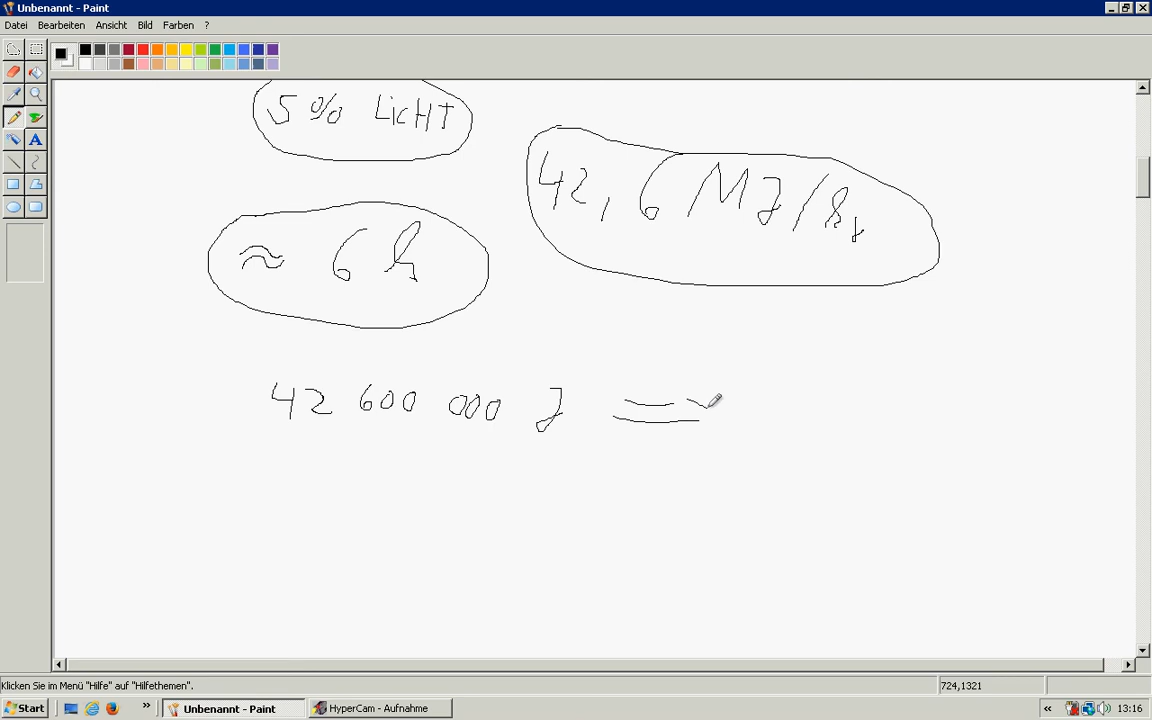 Unbenannt - Paint
Datei Bearbeiten Ansicht Bild Farben ?
5% LicHT
42,6 MJ/kg
≈ 6 h
42 600 000 J =
Klicken Sie im Menü "Hilfe" auf "Hilfethemen".
724,1321
Start
»
Unbenannt - Paint
HyperCam - Aufnahme
«
13:16